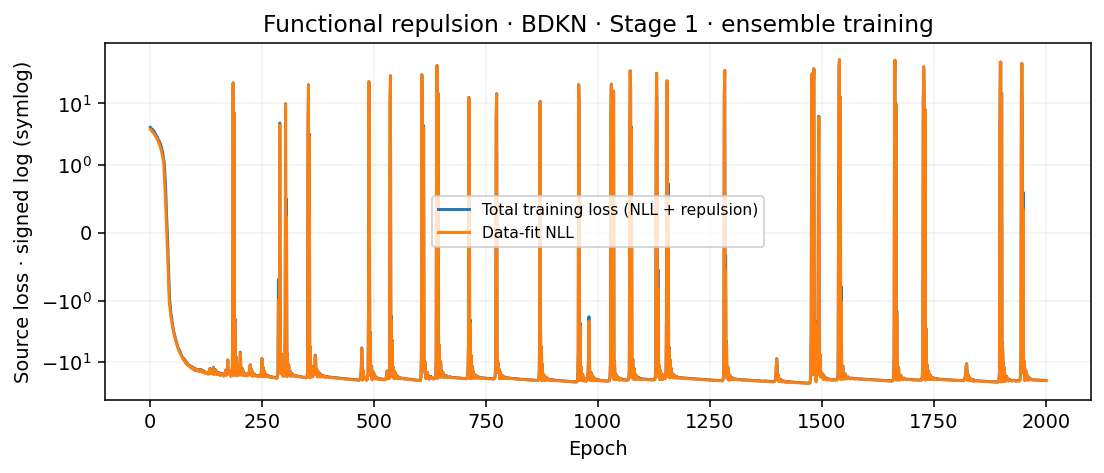 Functional repulsion · BDKN · Stage 1 · ensemble training
Source loss · signed log (symlog)
10¹
10⁰
0
−10⁰
−10¹
Total training loss (NLL + repulsion)
Data-fit NLL
0 250 500 750 1000 1250 1500 1750 2000
Epoch